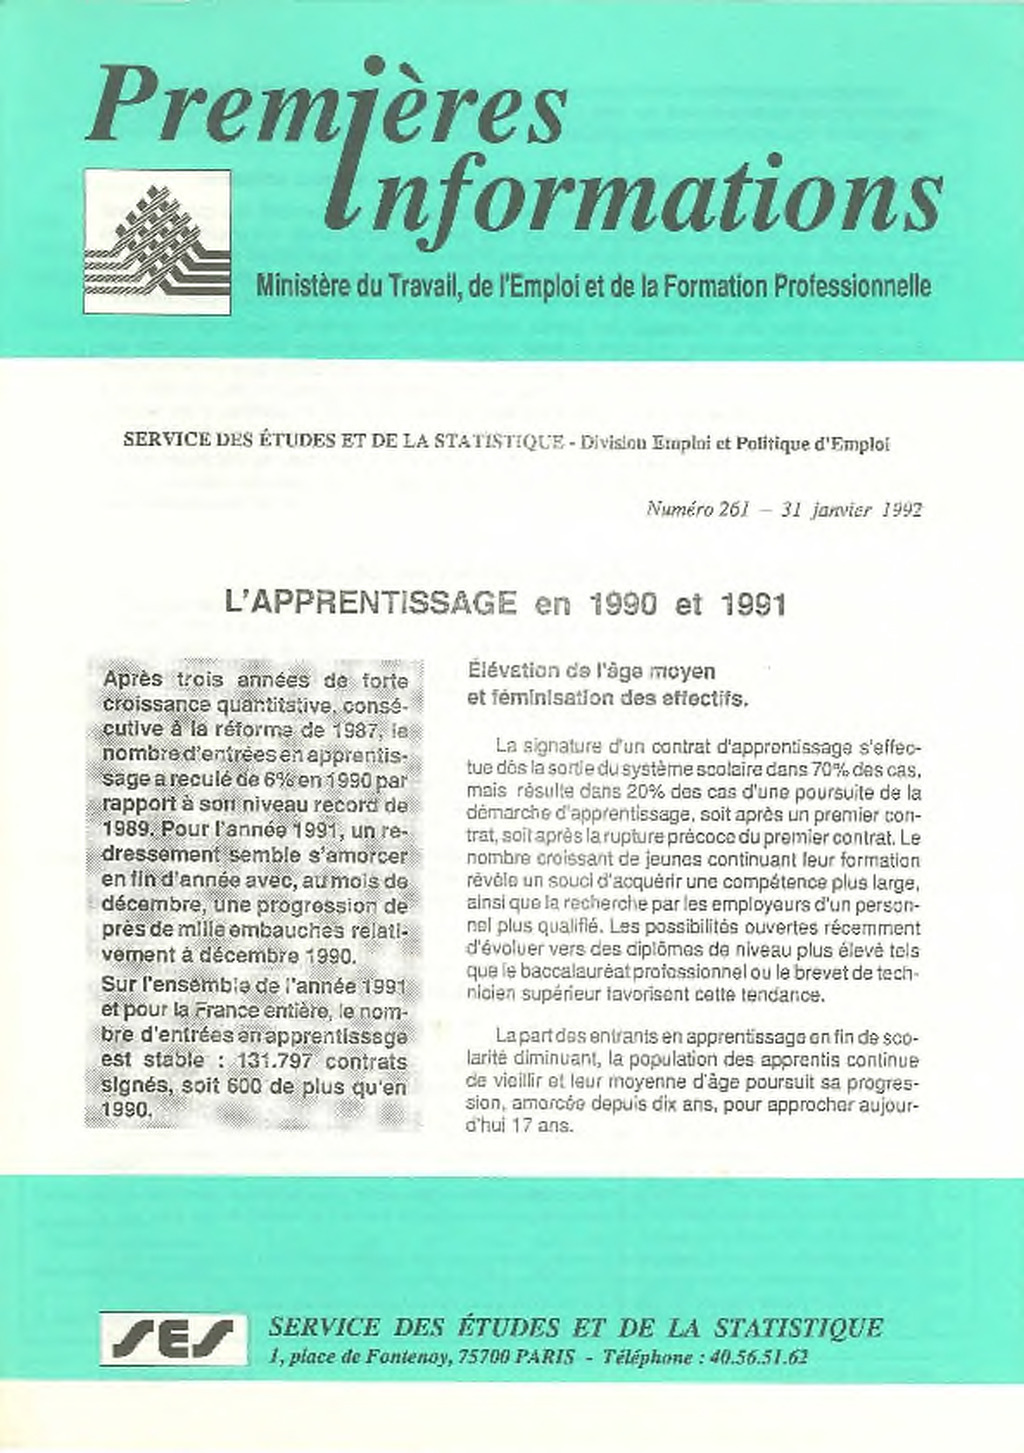 Premières
Informations
Ministère du Travail, de l'Emploi et de la Formation Professionnelle
SERVICE DES ÉTUDES ET DE LA STATISTIQUE - Division Emploi et Politique d'Emploi
Numéro 261 – 31 janvier 1992
L'APPRENTISSAGE en 1990 et 1991
Après trois années de forte
croissance quantitative, consé-
cutive à la réforme de 1987, le
nombre d'entrées en apprentis-
sage a reculé de 6% en 1990 par
rapport à son niveau record de
1989. Pour l'année 1991, un re-
dressement semble s'amorcer
en fin d'année avec, au mois de
décembre, une progression de
près de mille embauches relati-
vement à décembre 1990.
Sur l'ensemble de l'année 1991
et pour la France entière, le nom-
bre d'entrées en apprentissage
est stable : 131.797 contrats
signés, soit 600 de plus qu'en
1990.
Élévation de l'âge moyen
et féminisation des effectifs.
La signature d'un contrat d'apprentissage s'effec-
tue dès la sortie du système scolaire dans 70% des cas,
mais résulte dans 20% des cas d'une poursuite de la
démarche d'apprentissage, soit après un premier con-
trat, soit après la rupture précoce du premier contrat. Le
nombre croissant de jeunes continuant leur formation
révèle un souci d'acquérir une compétence plus large,
ainsi que la recherche par les employeurs d'un person-
nel plus qualifié. Les possibilités ouvertes récemment
d'évoluer vers des diplômes de niveau plus élevé tels
que le baccalauréat professionnel ou le brevet de tech-
nicien supérieur favorisent cette tendance.
La part des entrants en apprentissage en fin de sco-
larité diminuant, la population des apprentis continue
de vieillir et leur moyenne d'âge poursuit sa progres-
sion, amorcée depuis dix ans, pour approcher aujour-
d'hui 17 ans.
SES
SERVICE DES ÉTUDES ET DE LA STATISTIQUE
1, place de Fontenoy, 75700 PARIS - Téléphone : 40.56.51.62